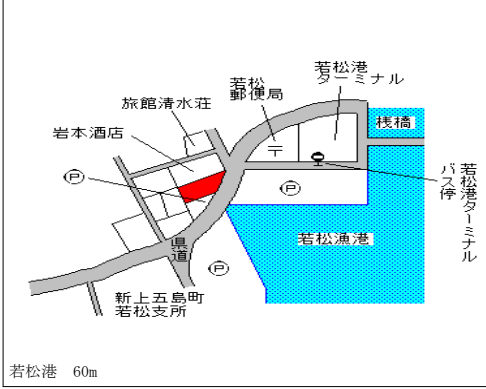 若松港
ターミナル
若松
郵便局
旅館清水荘
桟橋
岩本酒店
〒
P
P
若松港ターミナル
バス停
若松漁港
県道
P
新上五島町
若松支所
若松港 60m